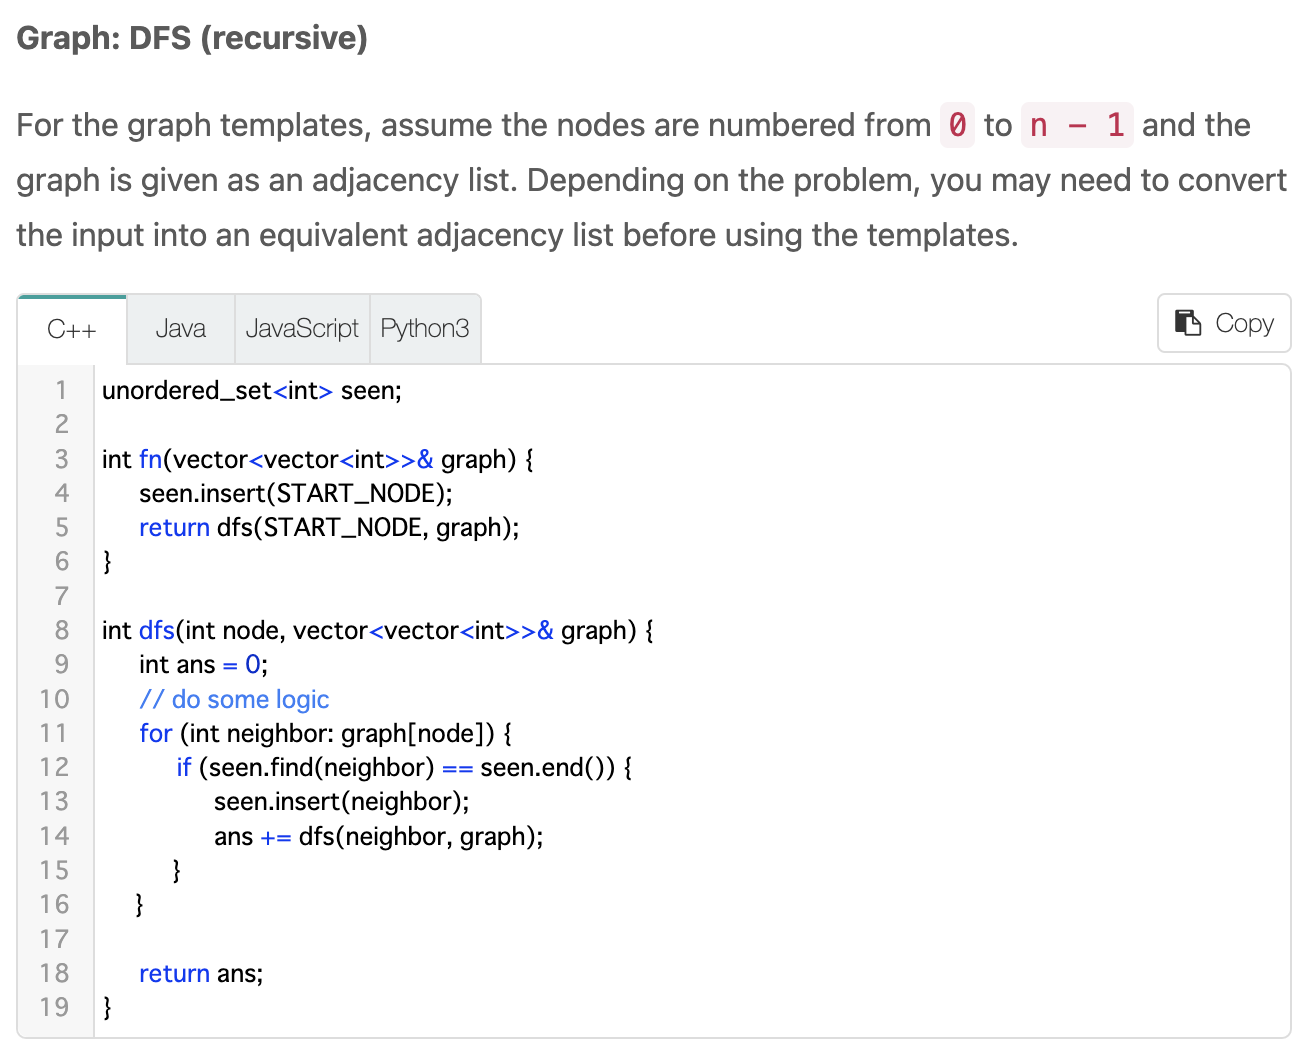 Graph: DFS (recursive)
For the graph templates, assume the nodes are numbered from 0 to n - 1 and the
graph is given as an adjacency list. Depending on the problem, you may need to convert
the input into an equivalent adjacency list before using the templates.
C++ Java JavaScript Python3 Copy
1 unordered_set<int> seen;
2
3 int fn(vector<vector<int>>& graph) {
4     seen.insert(START_NODE);
5     return dfs(START_NODE, graph);
6 }
7
8 int dfs(int node, vector<vector<int>>& graph) {
9     int ans = 0;
10     // do some logic
11     for (int neighbor: graph[node]) {
12         if (seen.find(neighbor) == seen.end()) {
13             seen.insert(neighbor);
14             ans += dfs(neighbor, graph);
15         }
16     }
17
18     return ans;
19 }